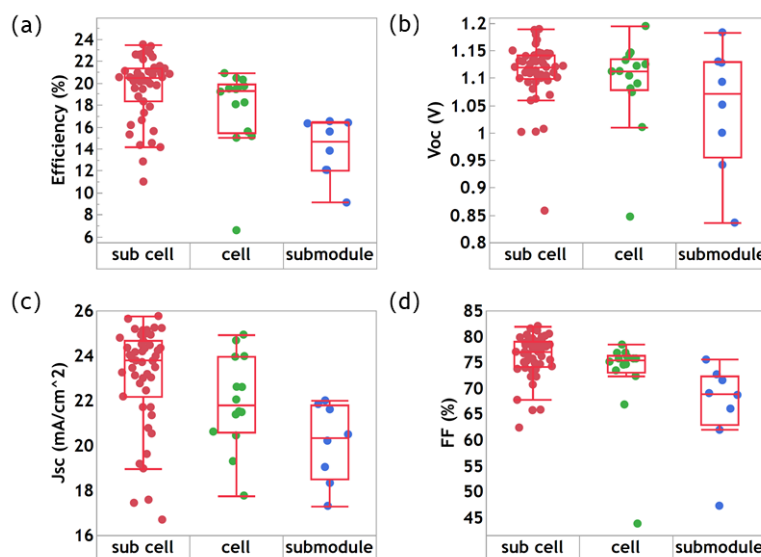 (a)
Efficiency (%)
24
22
20
18
16
14
12
10
8
6
sub cell cell submodule
(b)
Voc (V)
1.2
1.15
1.1
1.05
1
0.95
0.9
0.85
0.8
sub cell cell submodule
(c)
Jsc (mA/cm^2)
26
24
22
20
18
16
sub cell cell submodule
(d)
FF (%)
85
80
75
70
65
60
55
50
45
sub cell cell submodule